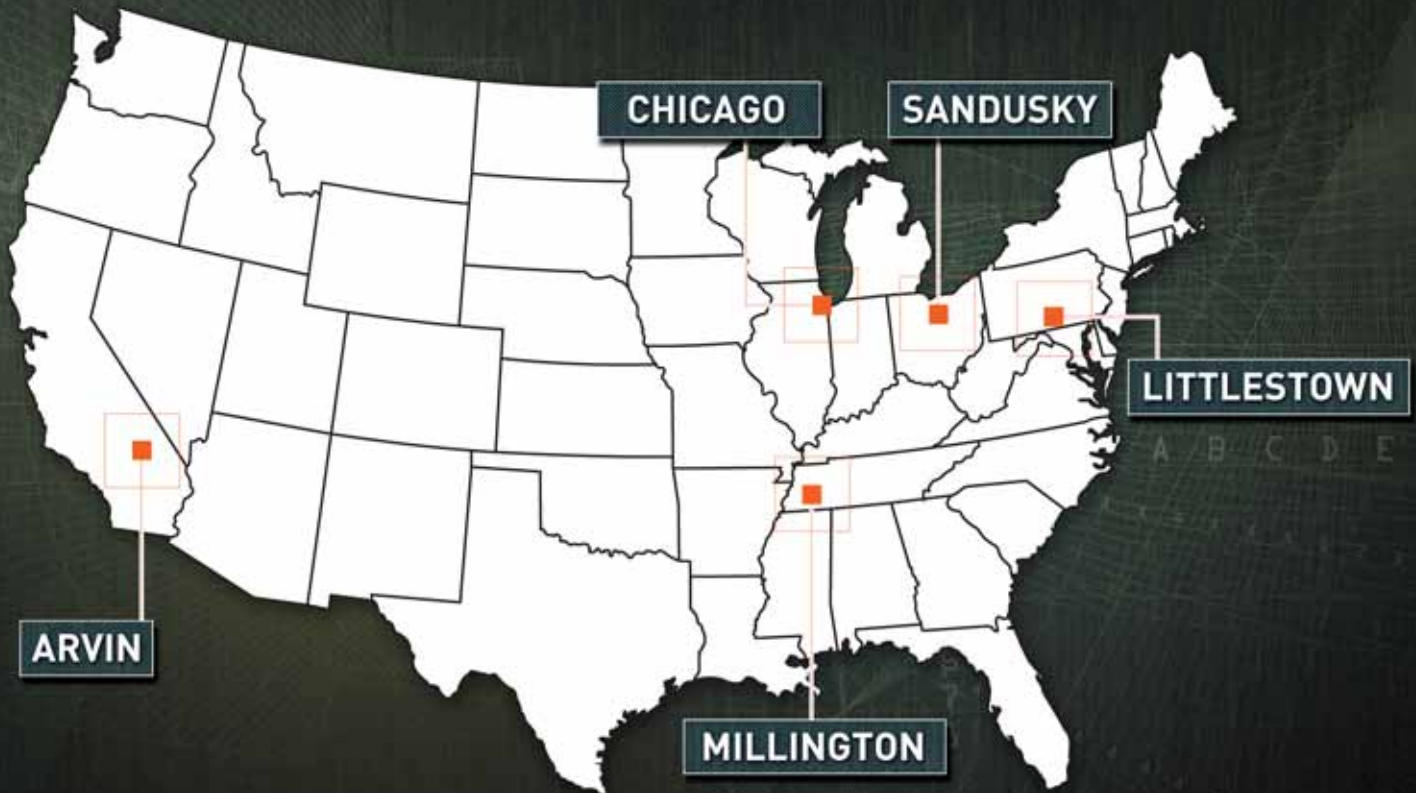 CHICAGO
SANDUSKY
LITTLESTOWN
A B C D E
ARVIN
MILLINGTON